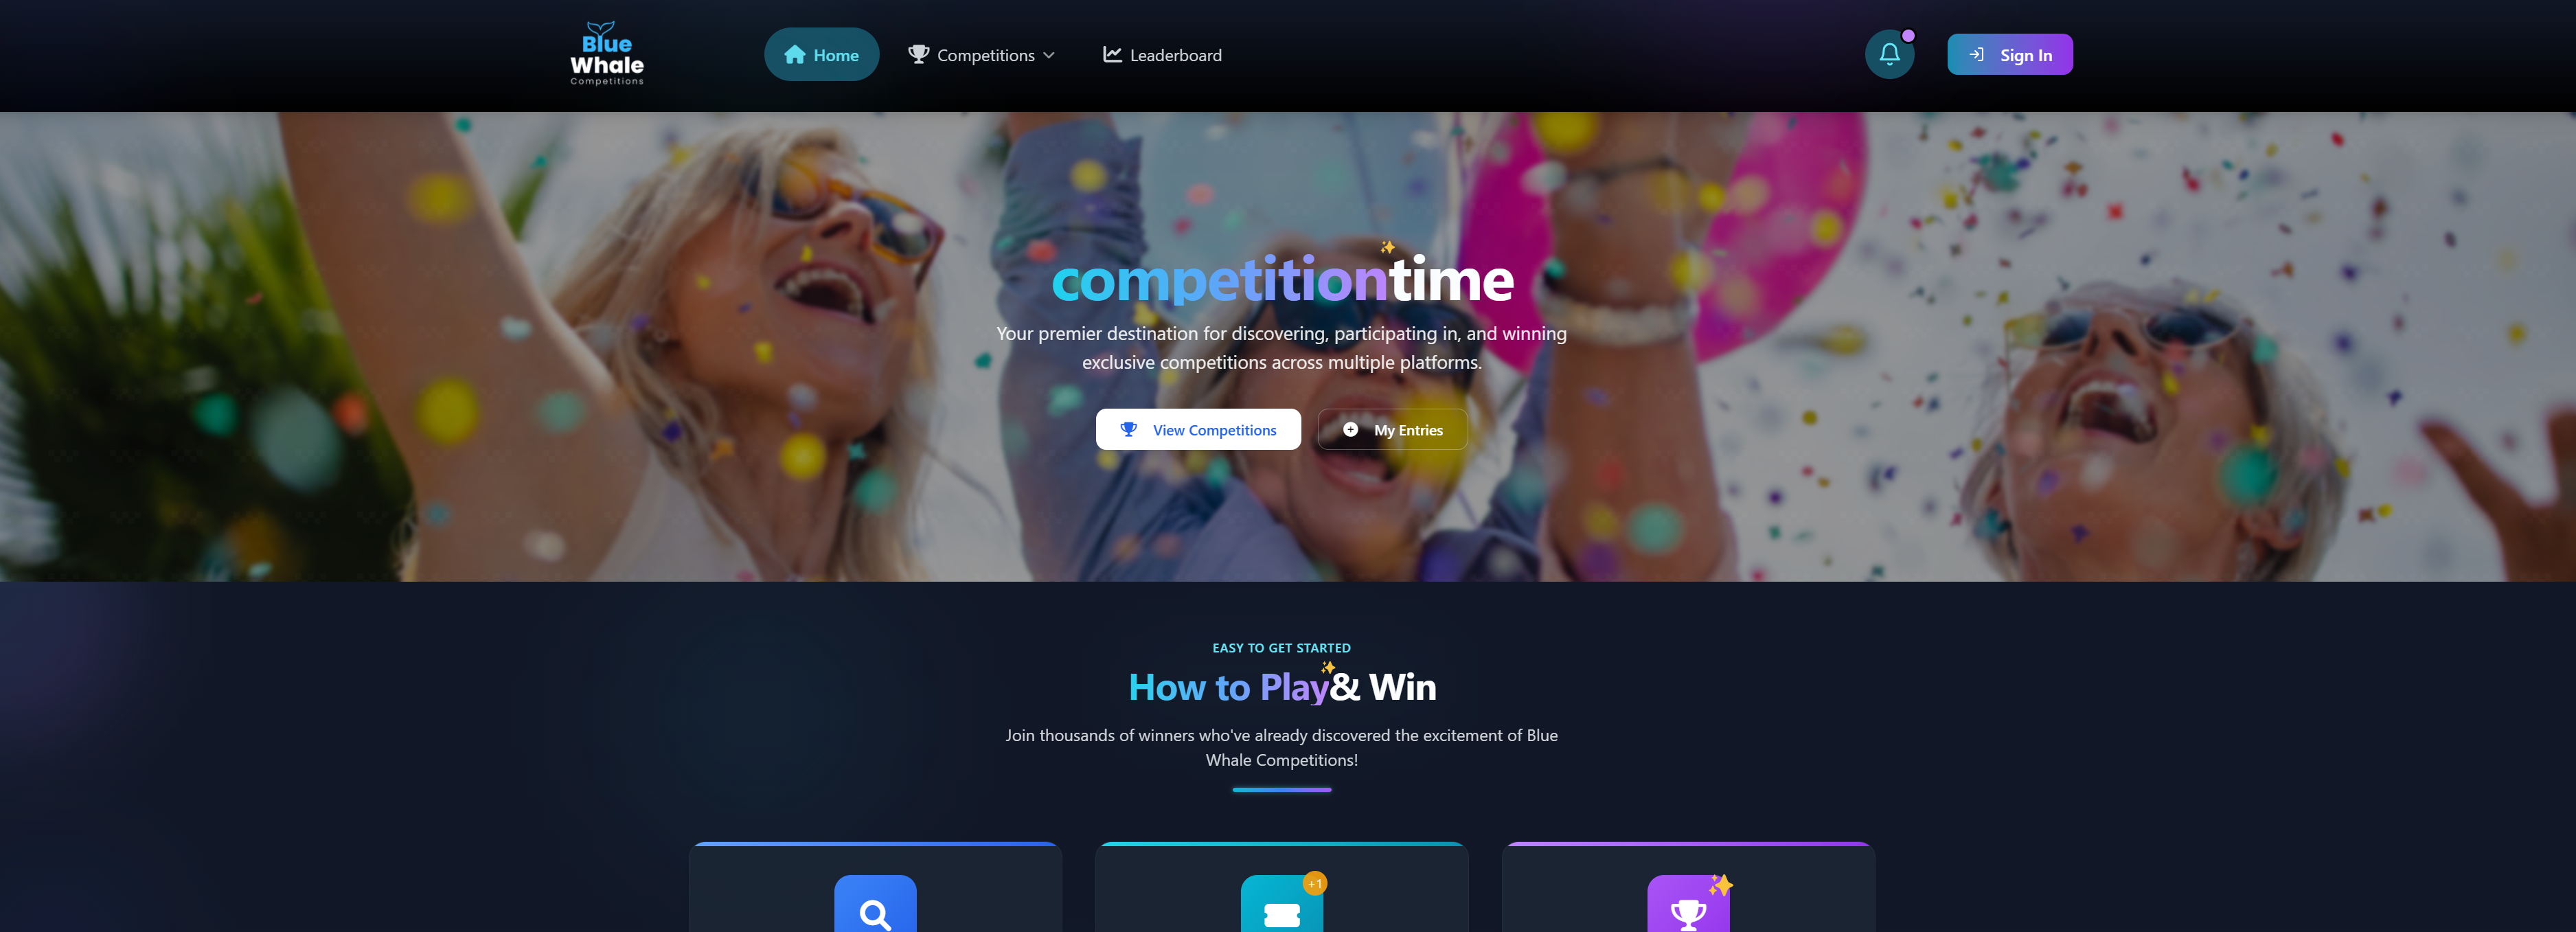 Blue
Whale
Competitions
Home
Competitions
Leaderboard
Sign In
competitiontime
Your premier destination for discovering, participating in, and winning
exclusive competitions across multiple platforms.
View Competitions
My Entries
EASY TO GET STARTED
How to Play& Win
Join thousands of winners who've already discovered the excitement of Blue
Whale Competitions!
+1